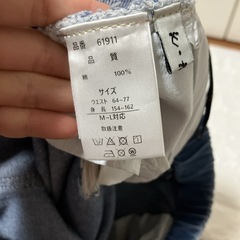 品番 61911
品質
綿 100%
サイズ
ウエスト 64-77
身長 154-162
M-L対応
取扱注意